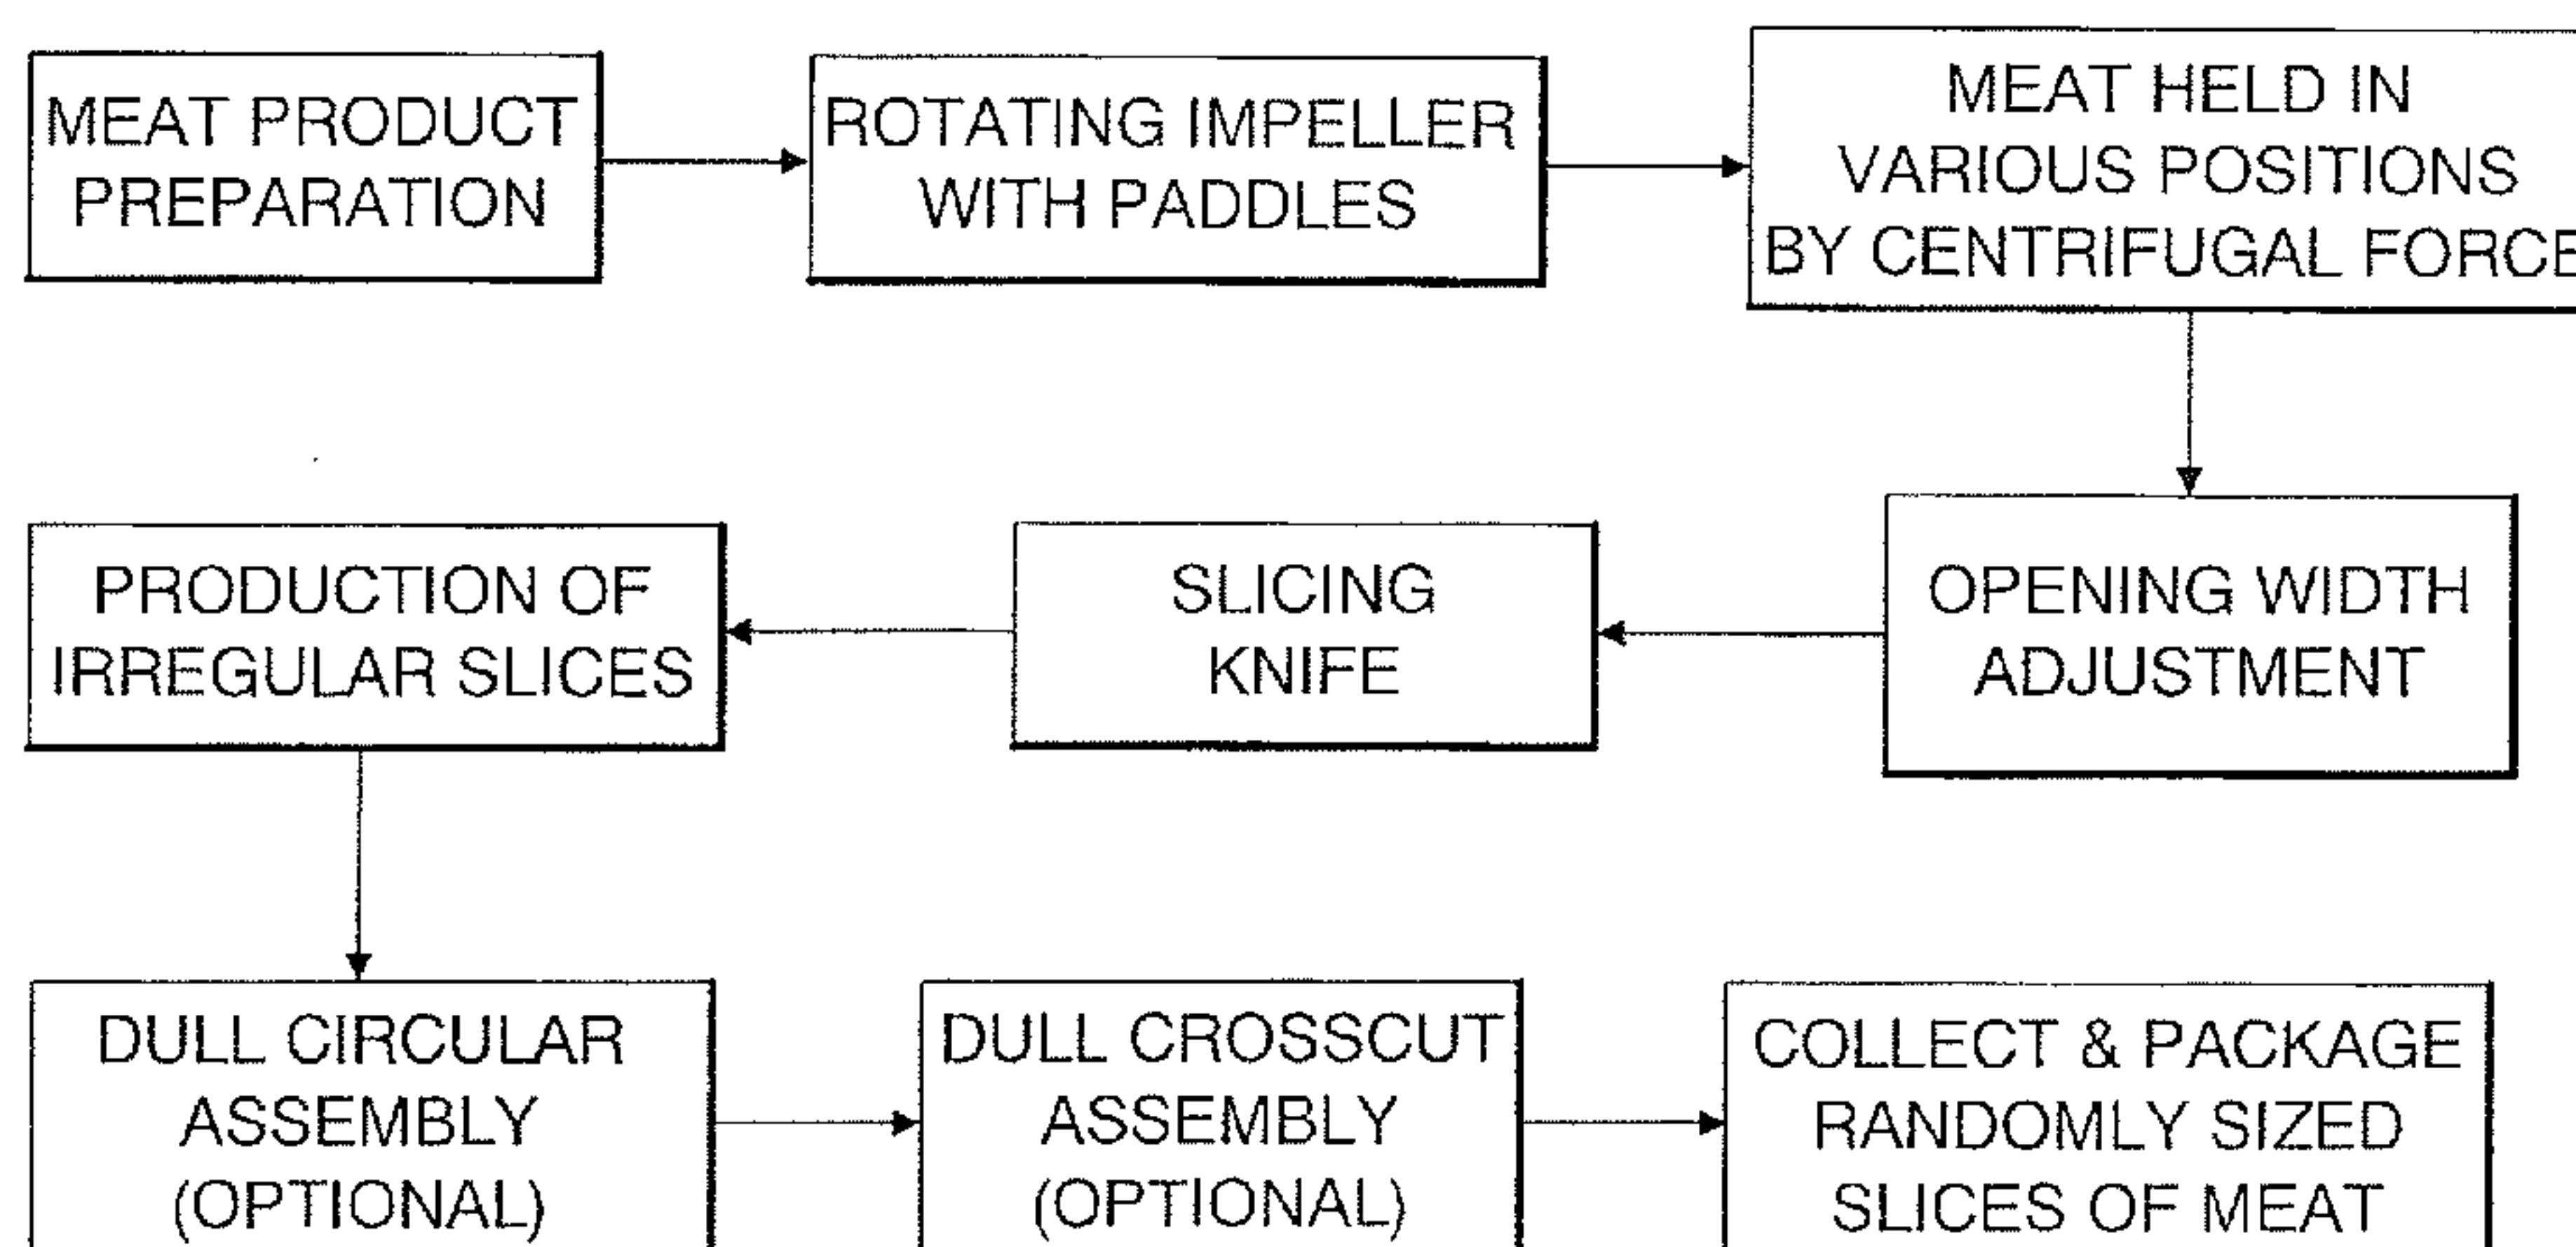 MEAT PRODUCT
PREPARATION
ROTATING IMPELLER
WITH PADDLES
MEAT HELD IN
VARIOUS POSITIONS
BY CENTRIFUGAL FORCE
OPENING WIDTH
ADJUSTMENT
SLICING
KNIFE
PRODUCTION OF
IRREGULAR SLICES
DULL CIRCULAR
ASSEMBLY
(OPTIONAL)
DULL CROSSCUT
ASSEMBLY
(OPTIONAL)
COLLECT & PACKAGE
RANDOMLY SIZED
SLICES OF MEAT